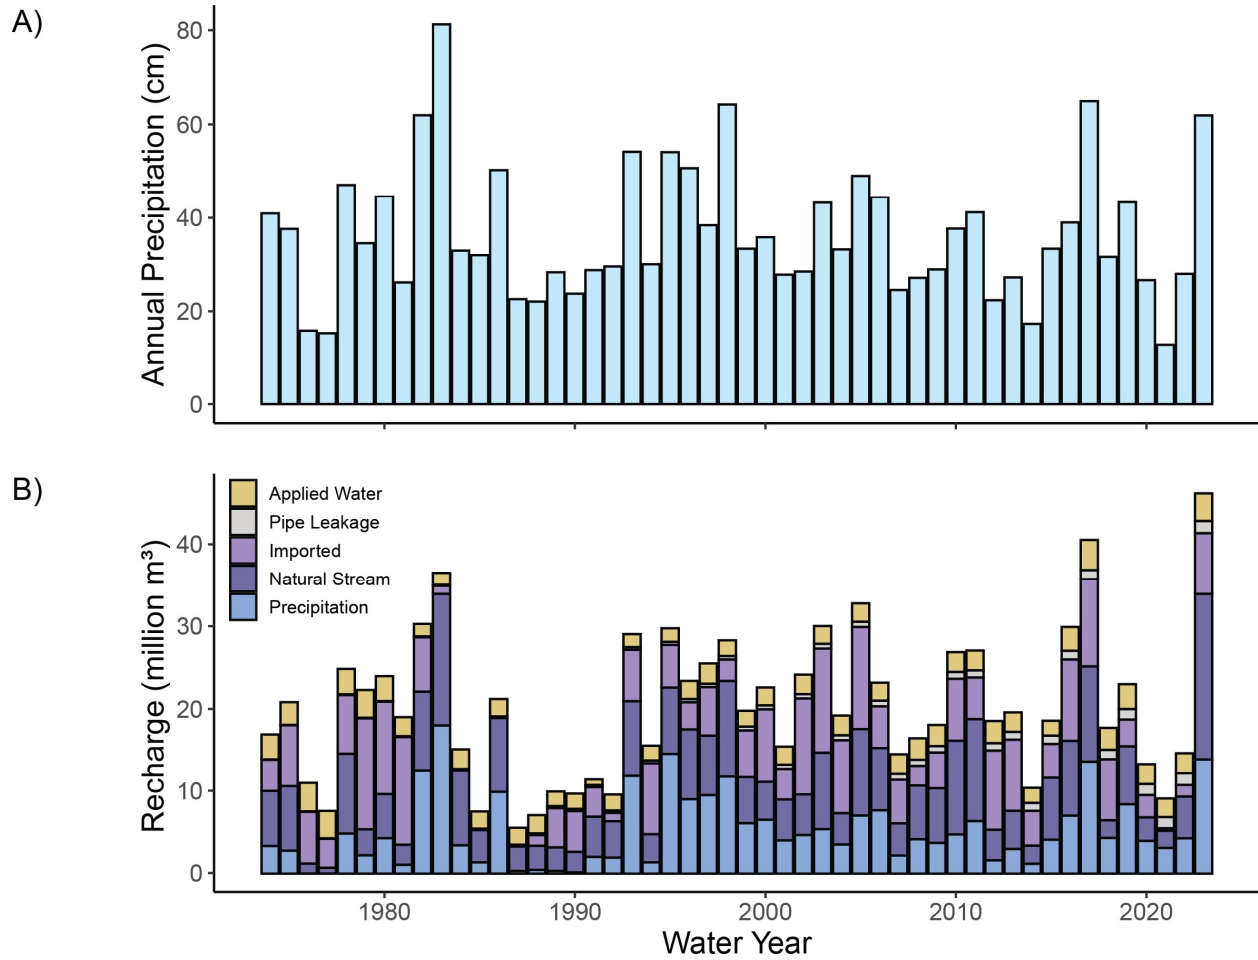 A)
Annual Precipitation (cm)
80
60
40
20
0
B)
Recharge (million m³)
40
30
20
10
0
Applied Water
Pipe Leakage
Imported
Natural Stream
Precipitation
1980
1990
2000
2010
2020
Water Year